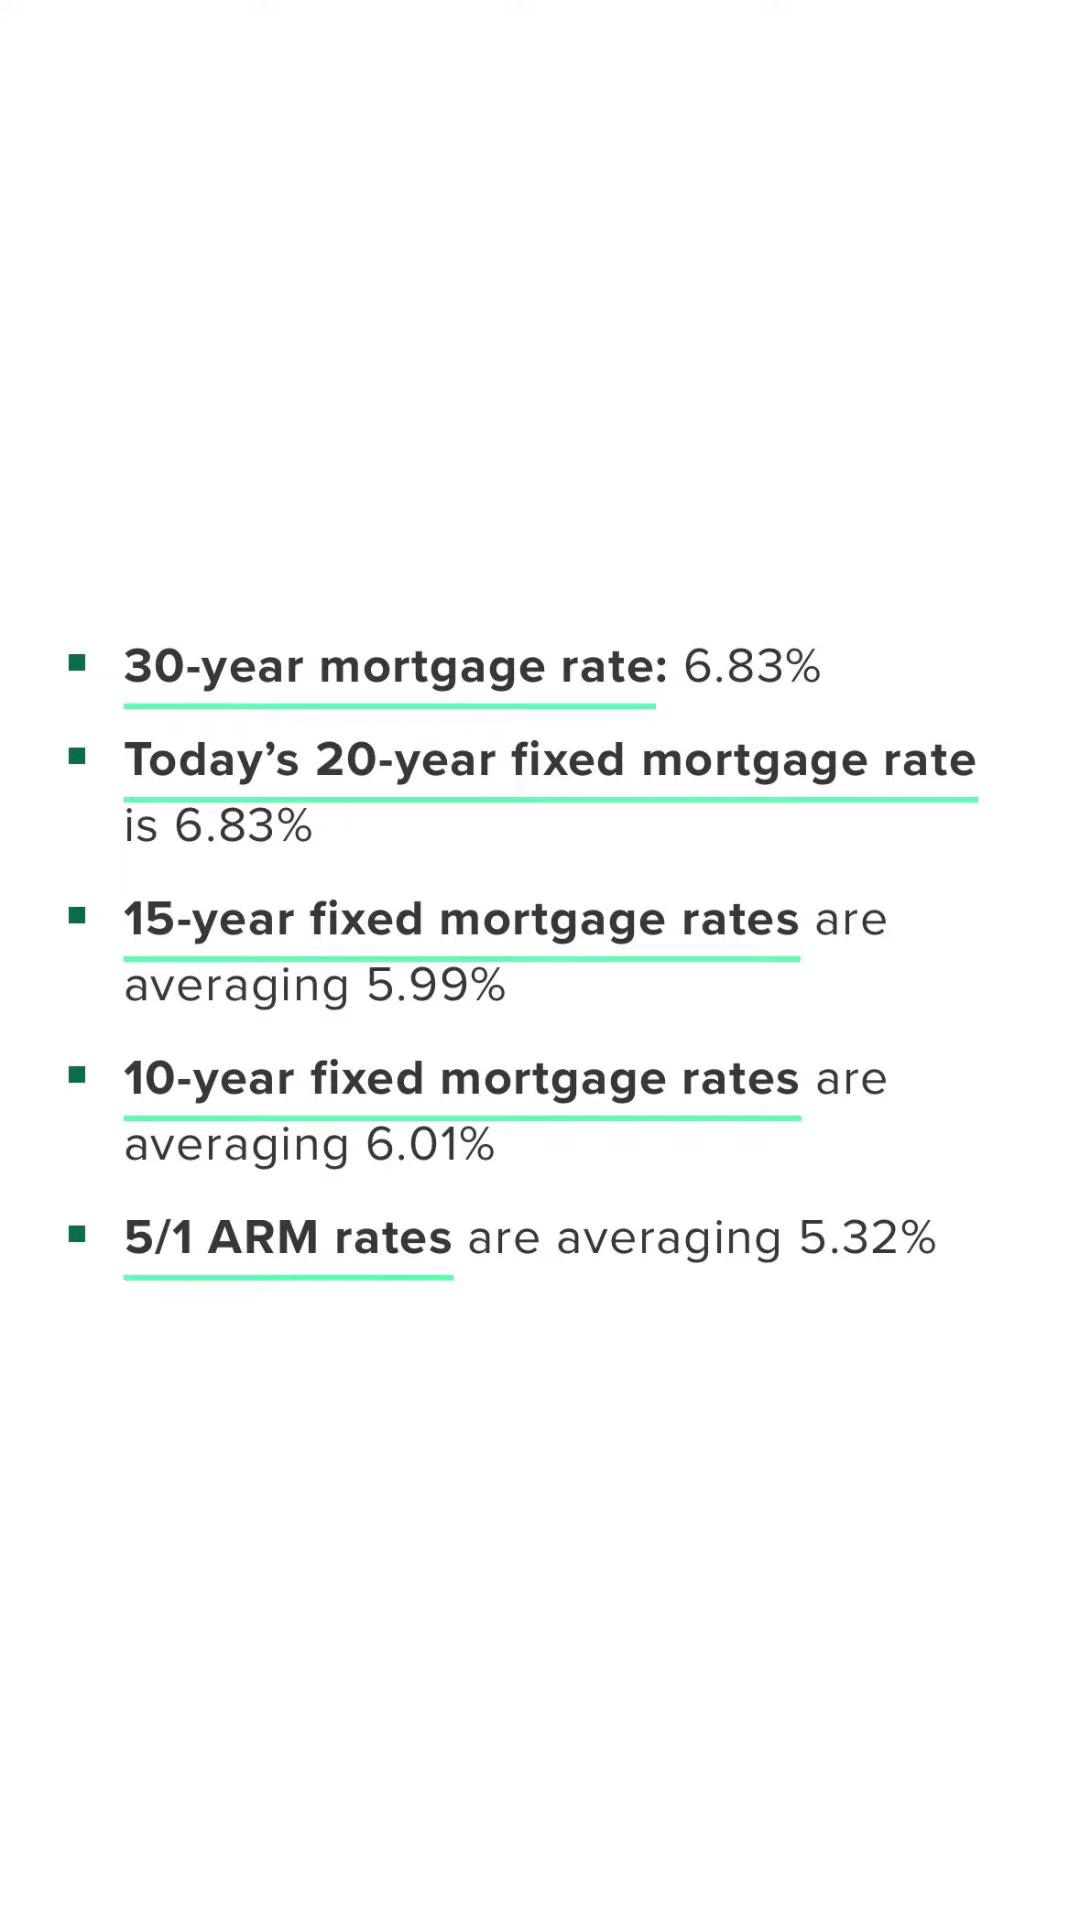 30-year mortgage rate: 6.83%
Today’s 20-year fixed mortgage rate
is 6.83%
15-year fixed mortgage rates are
averaging 5.99%
10-year fixed mortgage rates are
averaging 6.01%
5/1 ARM rates are averaging 5.32%